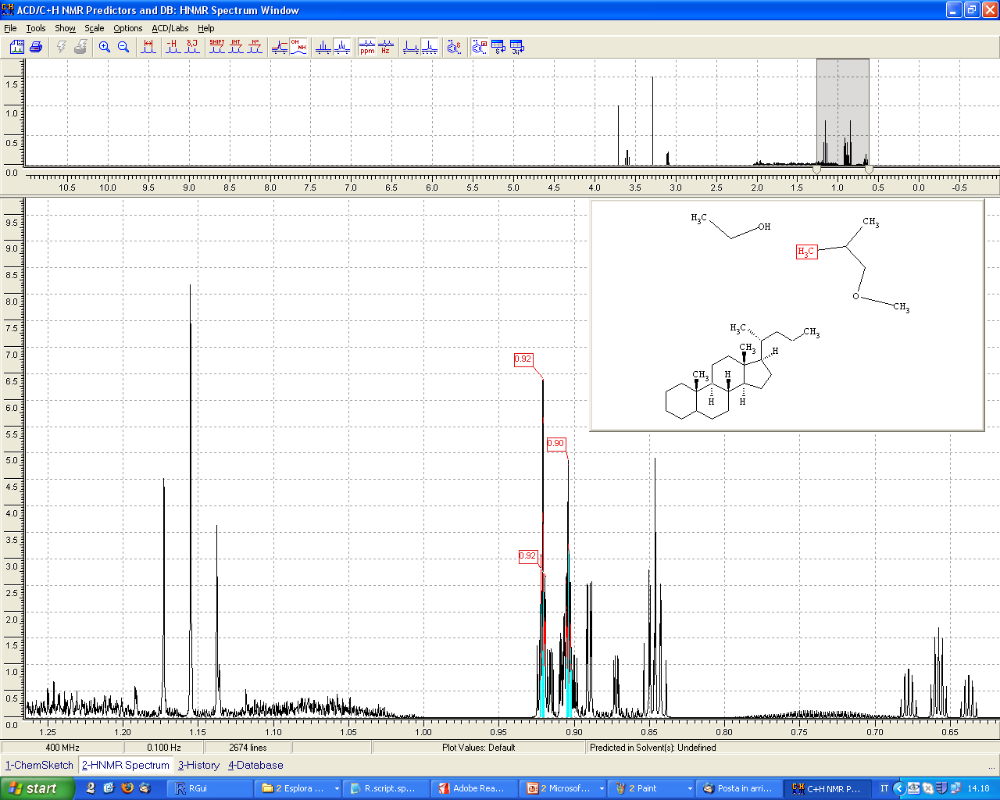 ACD/C+H NMR Predictors and DB: HNMR Spectrum Window
File Tools Show Scale Options ACD/Labs Help
-H δ,J SHIFT INT Nº OH NH ppm Hz
1.5
1.0
0.5
0.0
10.5 10.0 9.5 9.0 8.5 8.0 7.5 7.0 6.5 6.0 5.5 5.0 4.5 4.0 3.5 3.0 2.5 2.0 1.5 1.0 0.5 0.0 -0.5
9.5
9.0
8.5
8.0
7.5
7.0
6.5
6.0
5.5
5.0
4.5
4.0
3.5
3.0
2.5
2.0
1.5
1.0
0.5
0.0
H3C
OH
CH3
H3C
O
CH3
H3C
CH3
CH3
H
CH3
H
H
H
0.92
0.90
0.92
1.25 1.20 1.15 1.10 1.05 1.00 0.95 0.90 0.85 0.80 0.75 0.70 0.65
400 MHz 0.100 Hz 2674 lines Plot Values: Default Predicted in Solvent(s): Undefined
1-ChemSketch 2-HNMR Spectrum 3-History 4-Database ...
start RGui 2 Esplora ... R.script.sp... Adobe Rea... 2 Microsof... 2 Paint Posta in arri... C+H NMR P... IT 14.18